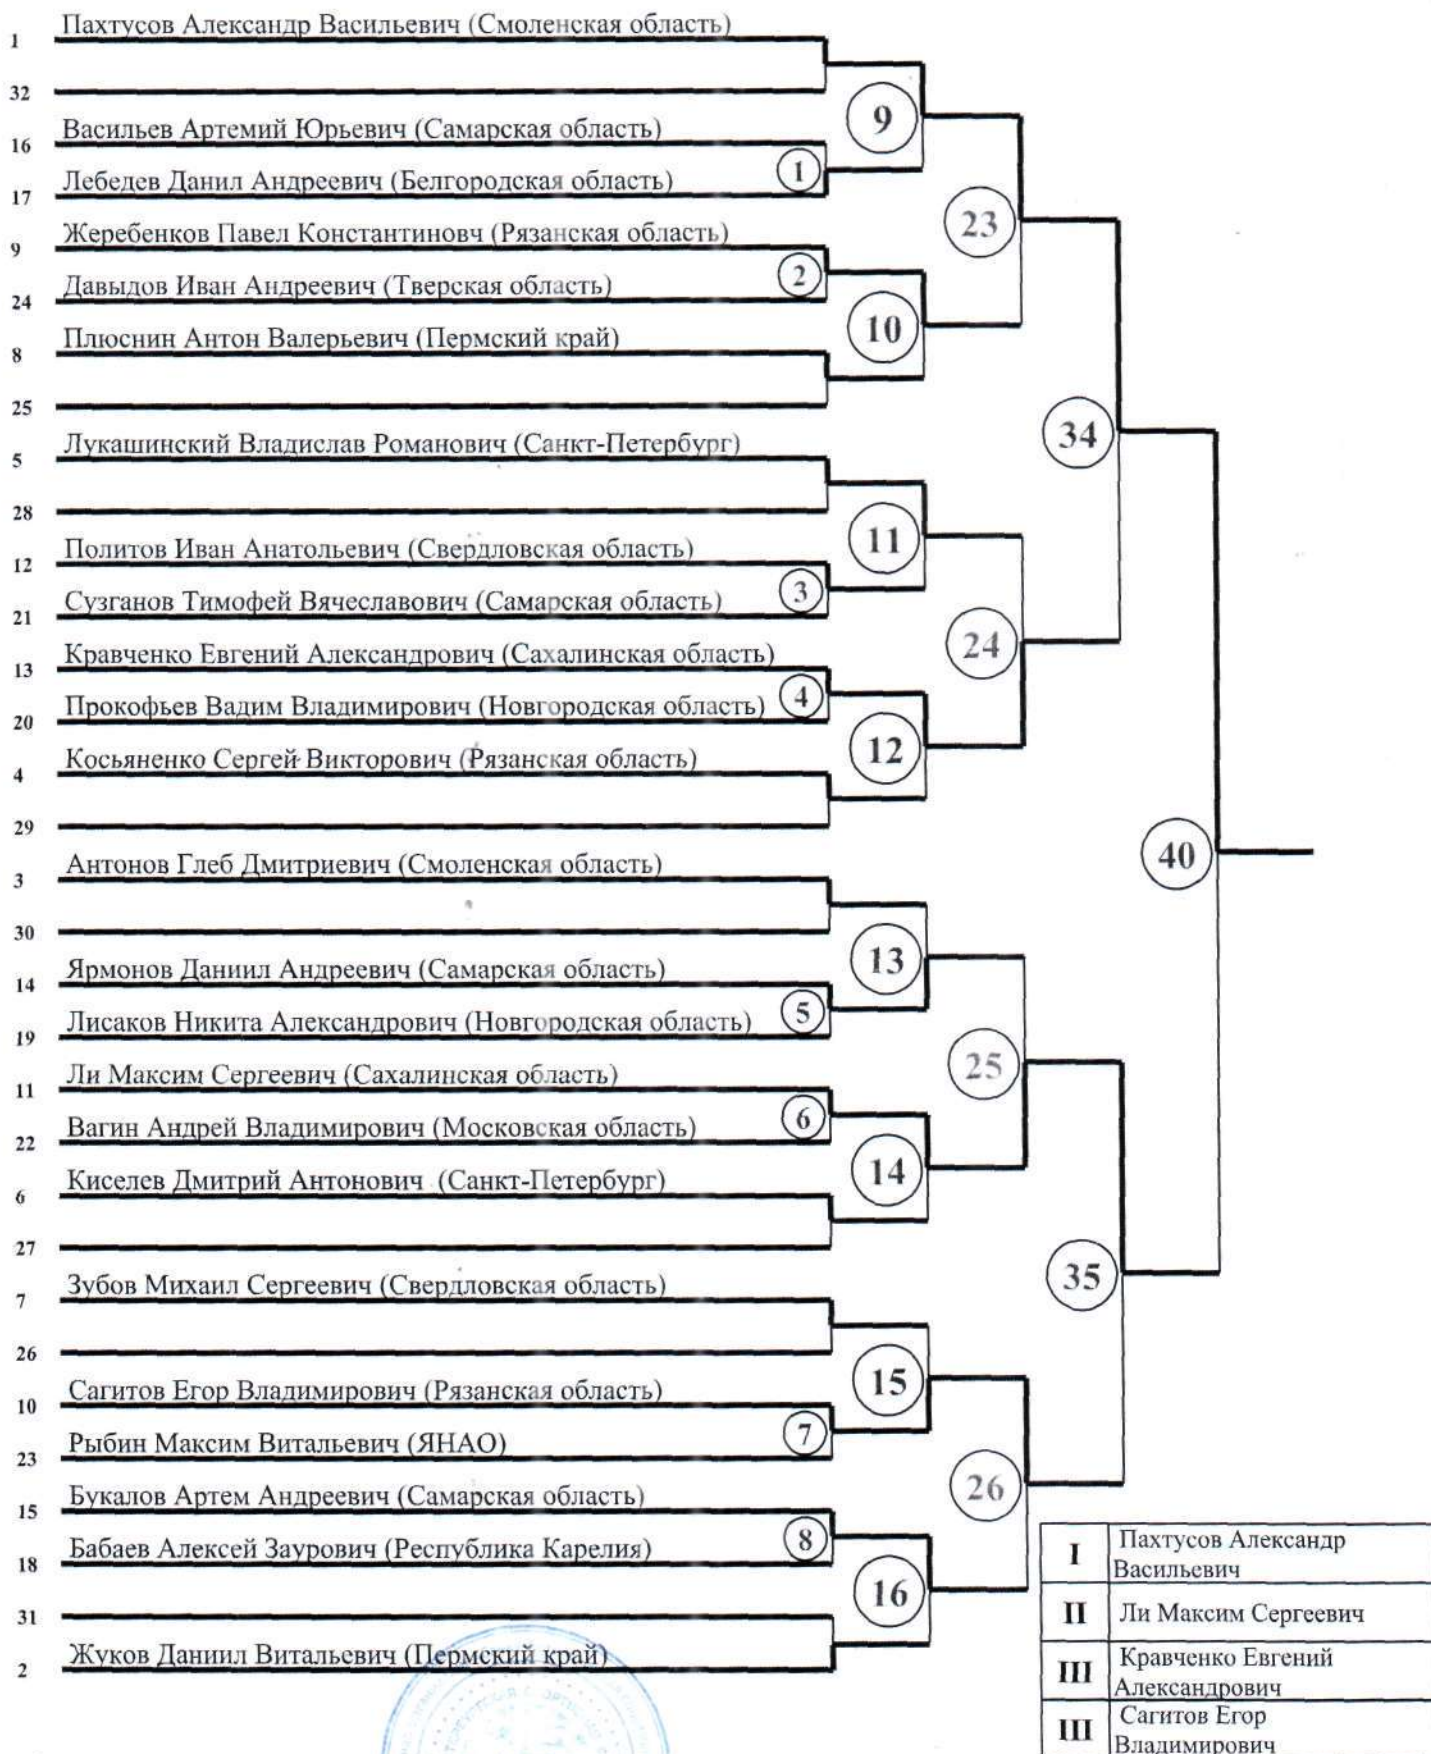 Пахтусов Александр Васильевич (Смоленская область)
1
32
Васильев Артемий Юрьевич (Самарская область)
16
Лебедев Данил Андреевич (Белгородская область)
17
Жеребенков Павел Константиновч (Рязанская область)
9
Давыдов Иван Андреевич (Тверская область)
24
Плюснин Антон Валерьевич (Пермский край)
8
25
Лукашинский Владислав Романович (Санкт-Петербург)
5
28
Политов Иван Анатольевич (Свердловская область)
12
Сузганов Тимофей Вячеславович (Самарская область)
21
Кравченко Евгений Александрович (Сахалинская область)
13
Прокофьев Вадим Владимирович (Новгородская область)
20
Косьяненко Сергей Викторович (Рязанская область)
4
29
Антонов Глеб Дмитриевич (Смоленская область)
3
30
Ярмонов Даниил Андреевич (Самарская область)
14
Лисаков Никита Александрович (Новгородская область)
19
Ли Максим Сергеевич (Сахалинская область)
11
Вагин Андрей Владимирович (Московская область)
22
Киселев Дмитрий Антонович (Санкт-Петербург)
6
27
Зубов Михаил Сергеевич (Свердловская область)
7
26
Сагитов Егор Владимирович (Рязанская область)
10
Рыбин Максим Витальевич (ЯНАО)
23
Букалов Артем Андреевич (Самарская область)
15
Бабаев Алексей Заурович (Республика Карелия)
18
31
Жуков Даниил Витальевич (Пермский край)
2
1
2
3
4
5
6
7
8
9
10
11
12
13
14
15
16
23
24
25
26
34
35
40
I Пахтусов Александр
Васильевич
II Ли Максим Сергеевич
III Кравченко Евгений
Александрович
III Сагитов Егор
Владимирович